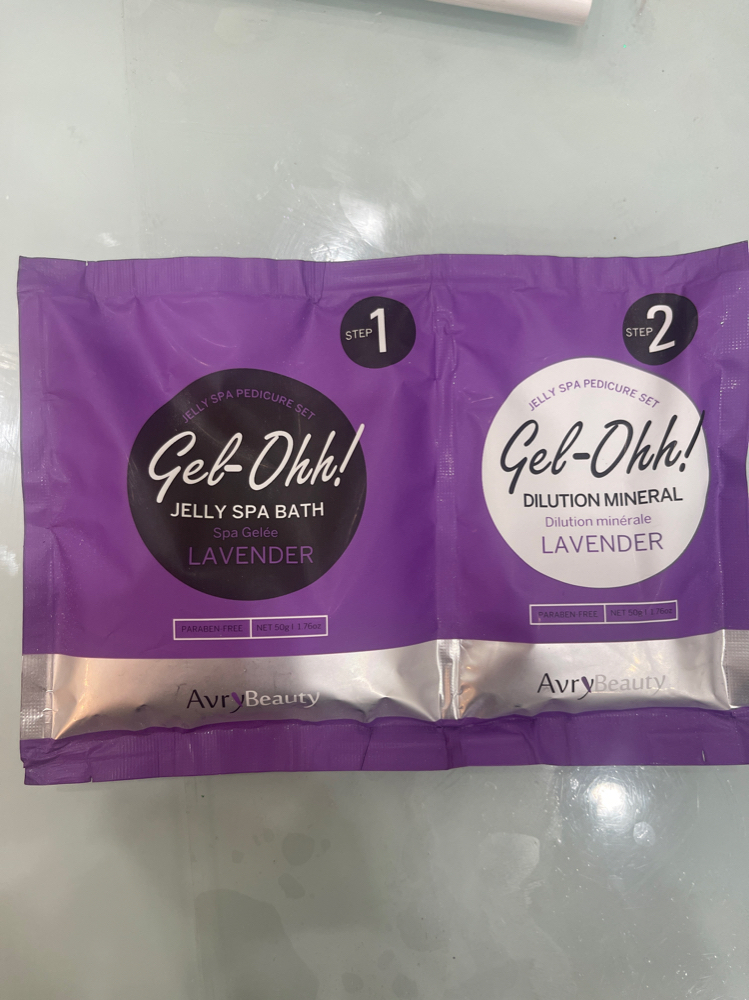 STEP 1
JELLY SPA PEDICURE SET
Gel-Ohh!
JELLY SPA BATH
Spa Gelée
LAVENDER
PARABEN-FREE NET 50g | 1.76oz
AvryBeauty
STEP 2
JELLY SPA PEDICURE SET
Gel-Ohh!
DILUTION MINERAL
Dilution minérale
LAVENDER
PARABEN-FREE NET 50g | 1.76oz
AvryBeauty